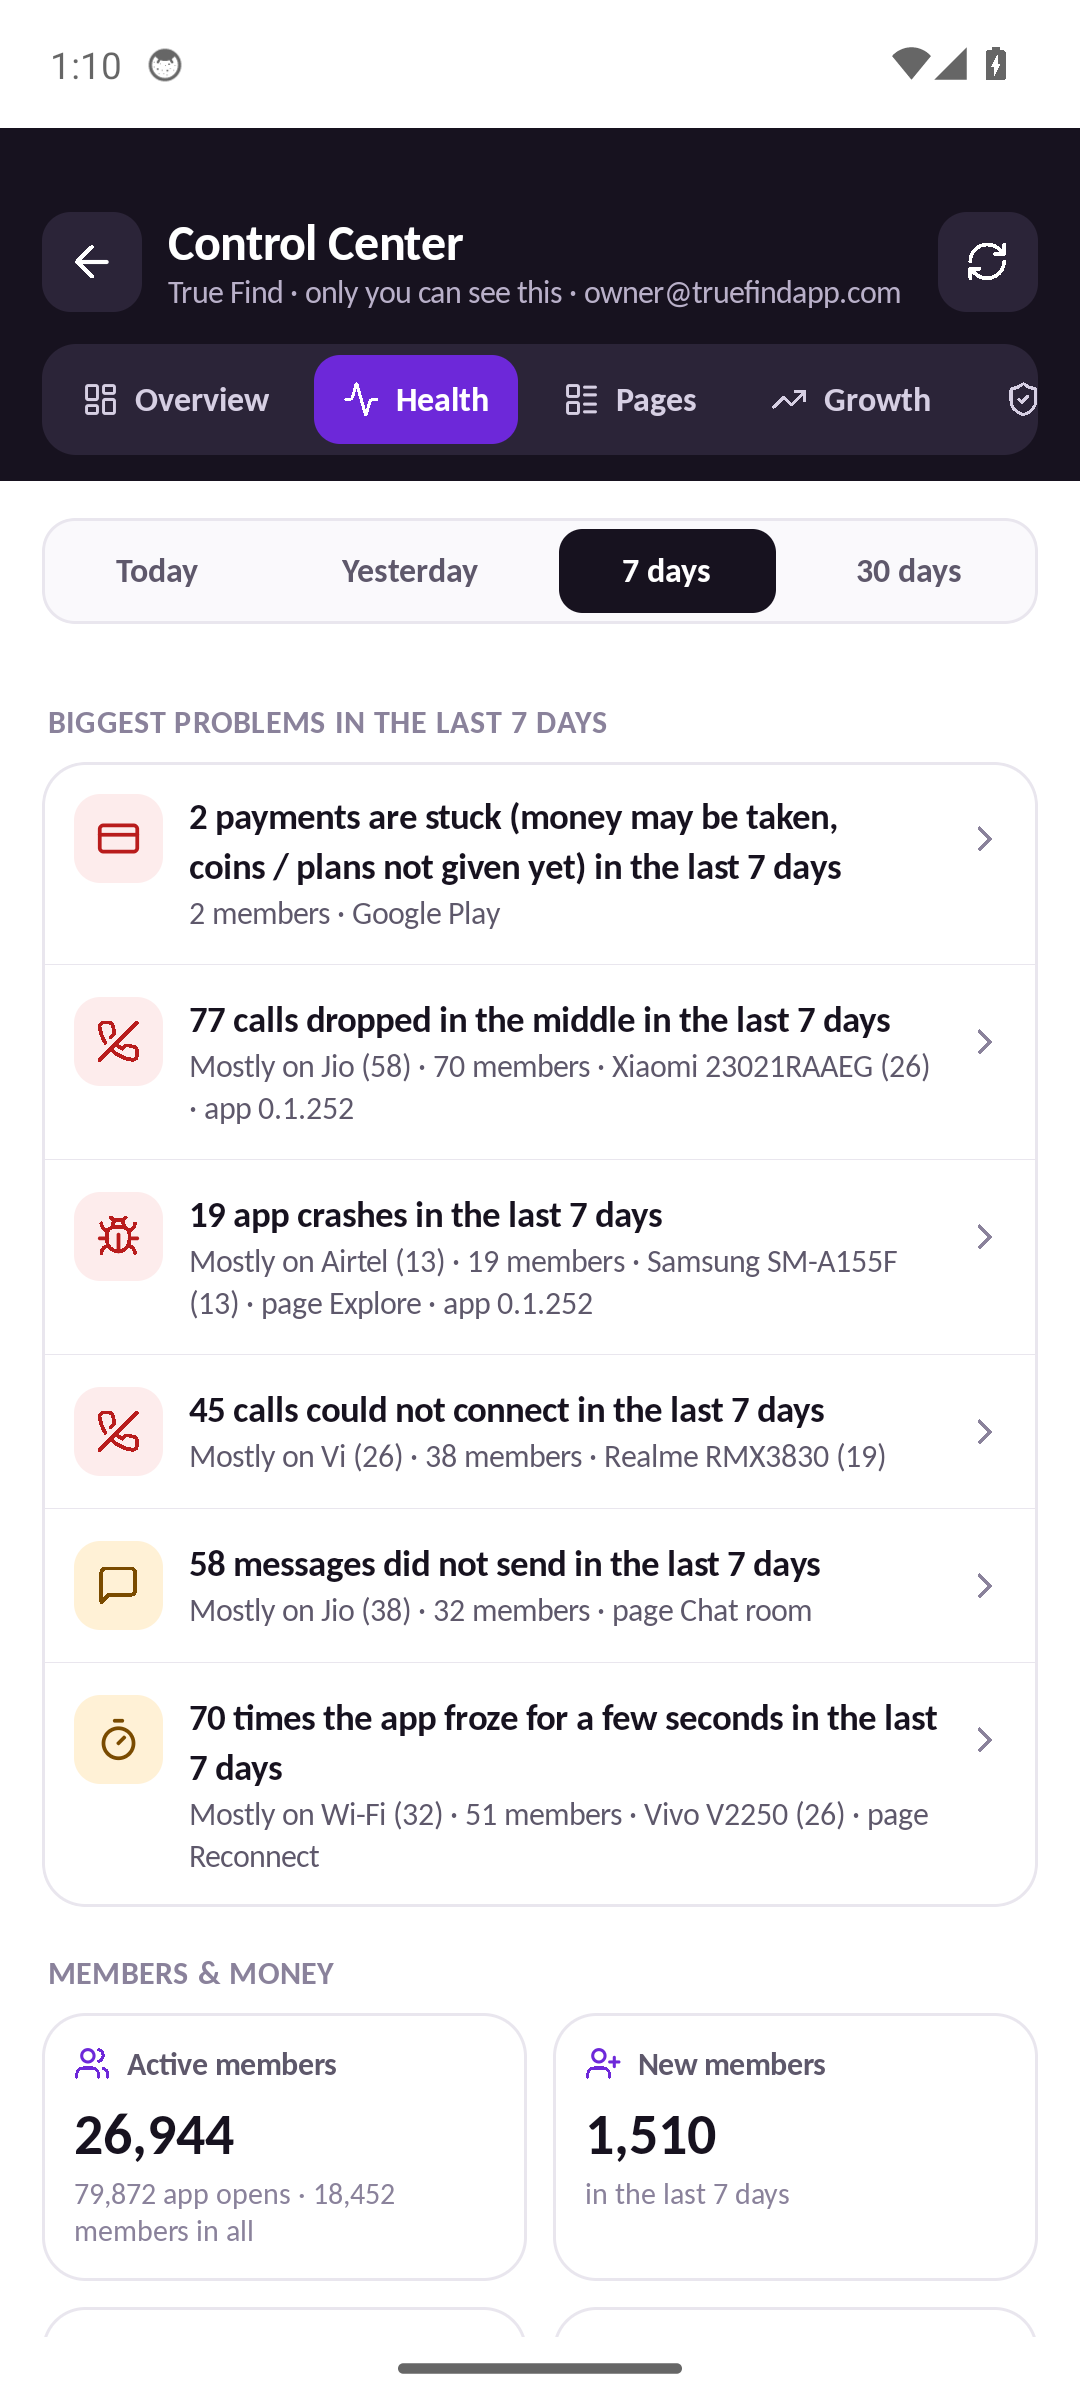 1:10
Control Center
True Find · only you can see this · owner@truefindapp.com
Overview
Health
Pages
Growth
Today
Yesterday
7 days
30 days
BIGGEST PROBLEMS IN THE LAST 7 DAYS
2 payments are stuck (money may be taken,
coins / plans not given yet) in the last 7 days
2 members · Google Play
77 calls dropped in the middle in the last 7 days
Mostly on Jio (58) · 70 members · Xiaomi 23021RAAEG (26)
· app 0.1.252
19 app crashes in the last 7 days
Mostly on Airtel (13) · 19 members · Samsung SM-A155F
(13) · page Explore · app 0.1.252
45 calls could not connect in the last 7 days
Mostly on Vi (26) · 38 members · Realme RMX3830 (19)
58 messages did not send in the last 7 days
Mostly on Jio (38) · 32 members · page Chat room
70 times the app froze for a few seconds in the last
7 days
Mostly on Wi-Fi (32) · 51 members · Vivo V2250 (26) · page
Reconnect
MEMBERS & MONEY
Active members
26,944
79,872 app opens · 18,452
members in all
New members
1,510
in the last 7 days